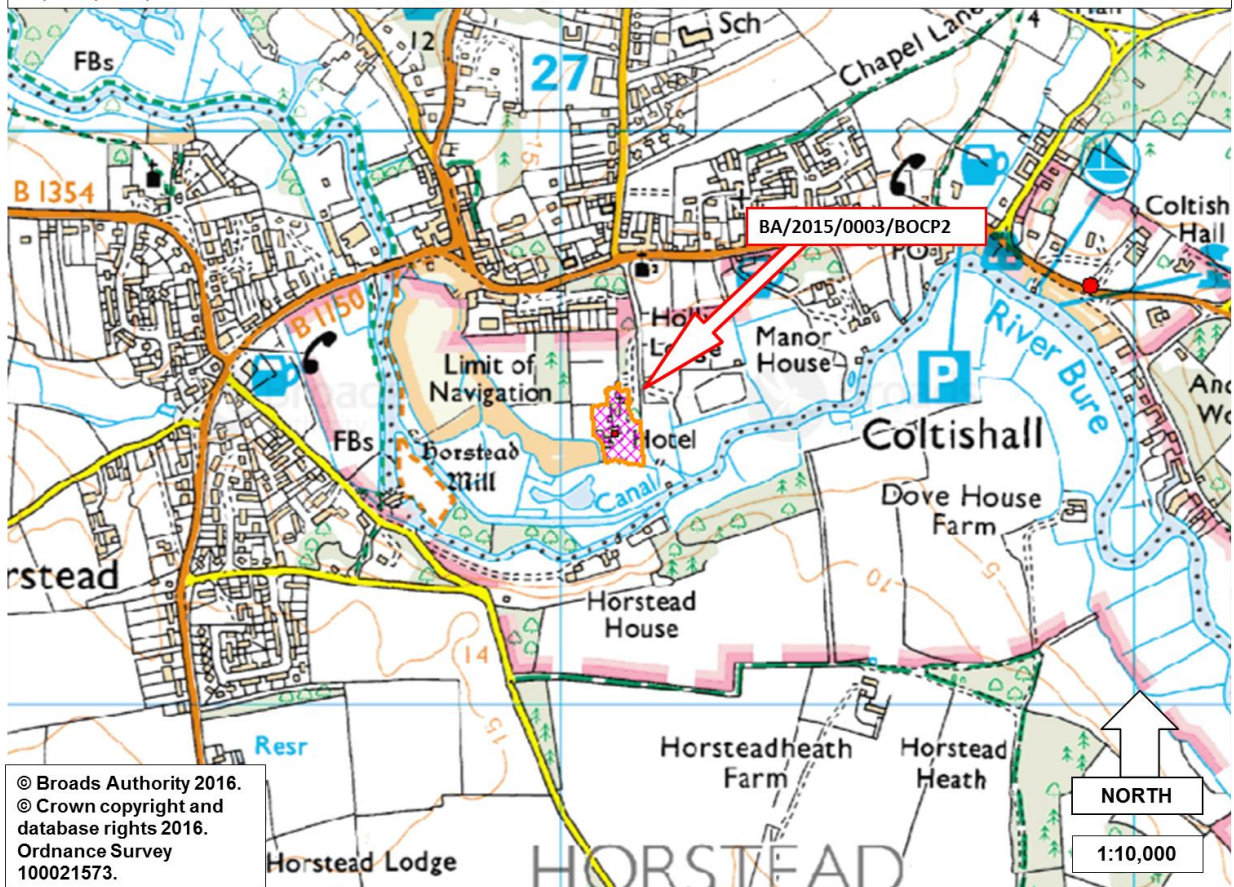 12
Sch
4
FBs
27
Chapel Lane
B 1354
Coltish
Hall
BA/2015/0003/BOCP2
PO
B 1150
Holly
Lodge
Manor
House
River Bure
Limit of
Navigation
P
FBs
Horstead
Mill
Hotel
Coltishall
Canal
Dove House
Farm
rstead
Horstead
House
10
5
14
15
15
Resr
Horsteadheath
Farm
Horstead
Heath
NORTH
1:10,000
© Broads Authority 2016.
© Crown copyright and
database rights 2016.
Ordnance Survey
100021573.
Horstead Lodge
HORSTEAD